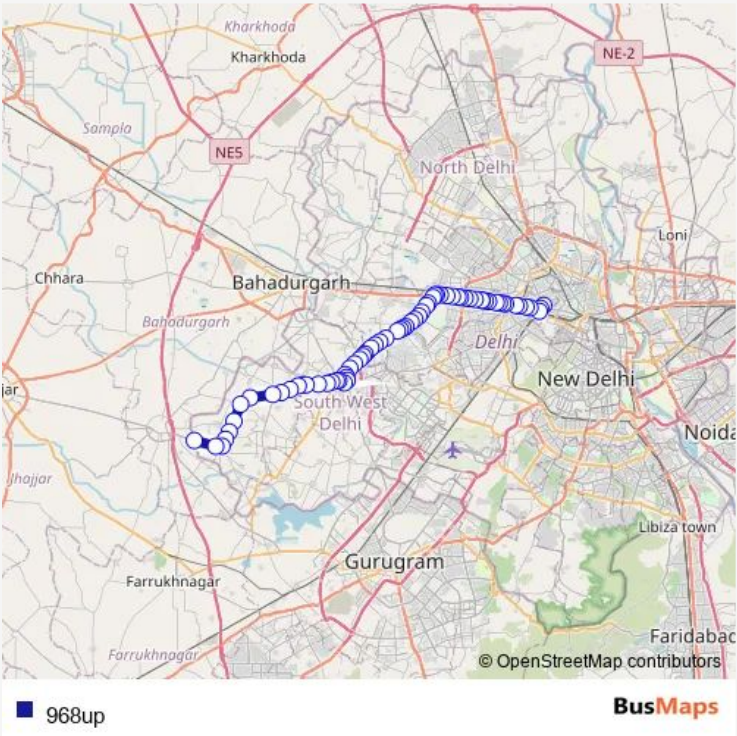 Kharkhoda
Kharkhoda
NE-2
Sampla
NE5
North Delhi
Loni
Chhara
Bahadurgarh
Bahadurgarh
Delhi
New Delhi
jar
South West
Delhi
Noida
Jhajjar
Libiza town
Gurugram
Farrukhnagar
Faridabad
Farrukhnagar
© OpenStreetMap contributors
968up
BusMaps